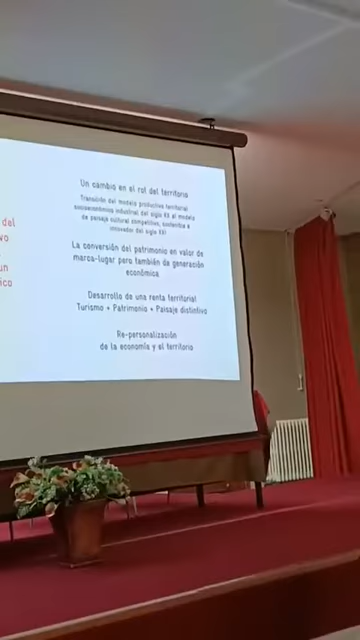 Un cambio en el rol del territorio
Transición del modelo productivo territorial
socioeconómico industrial del siglo XX al modelo
de paisaje cultural competitivo, sostenible e
innovador del siglo XXI
La conversión del patrimonio en valor de
marca-lugar pero también de generación
económica
Desarrollo de una renta territorial
Turismo + Patrimonio + Paisaje distintivo
Re-personalización
de la economía y el territorio
del
un